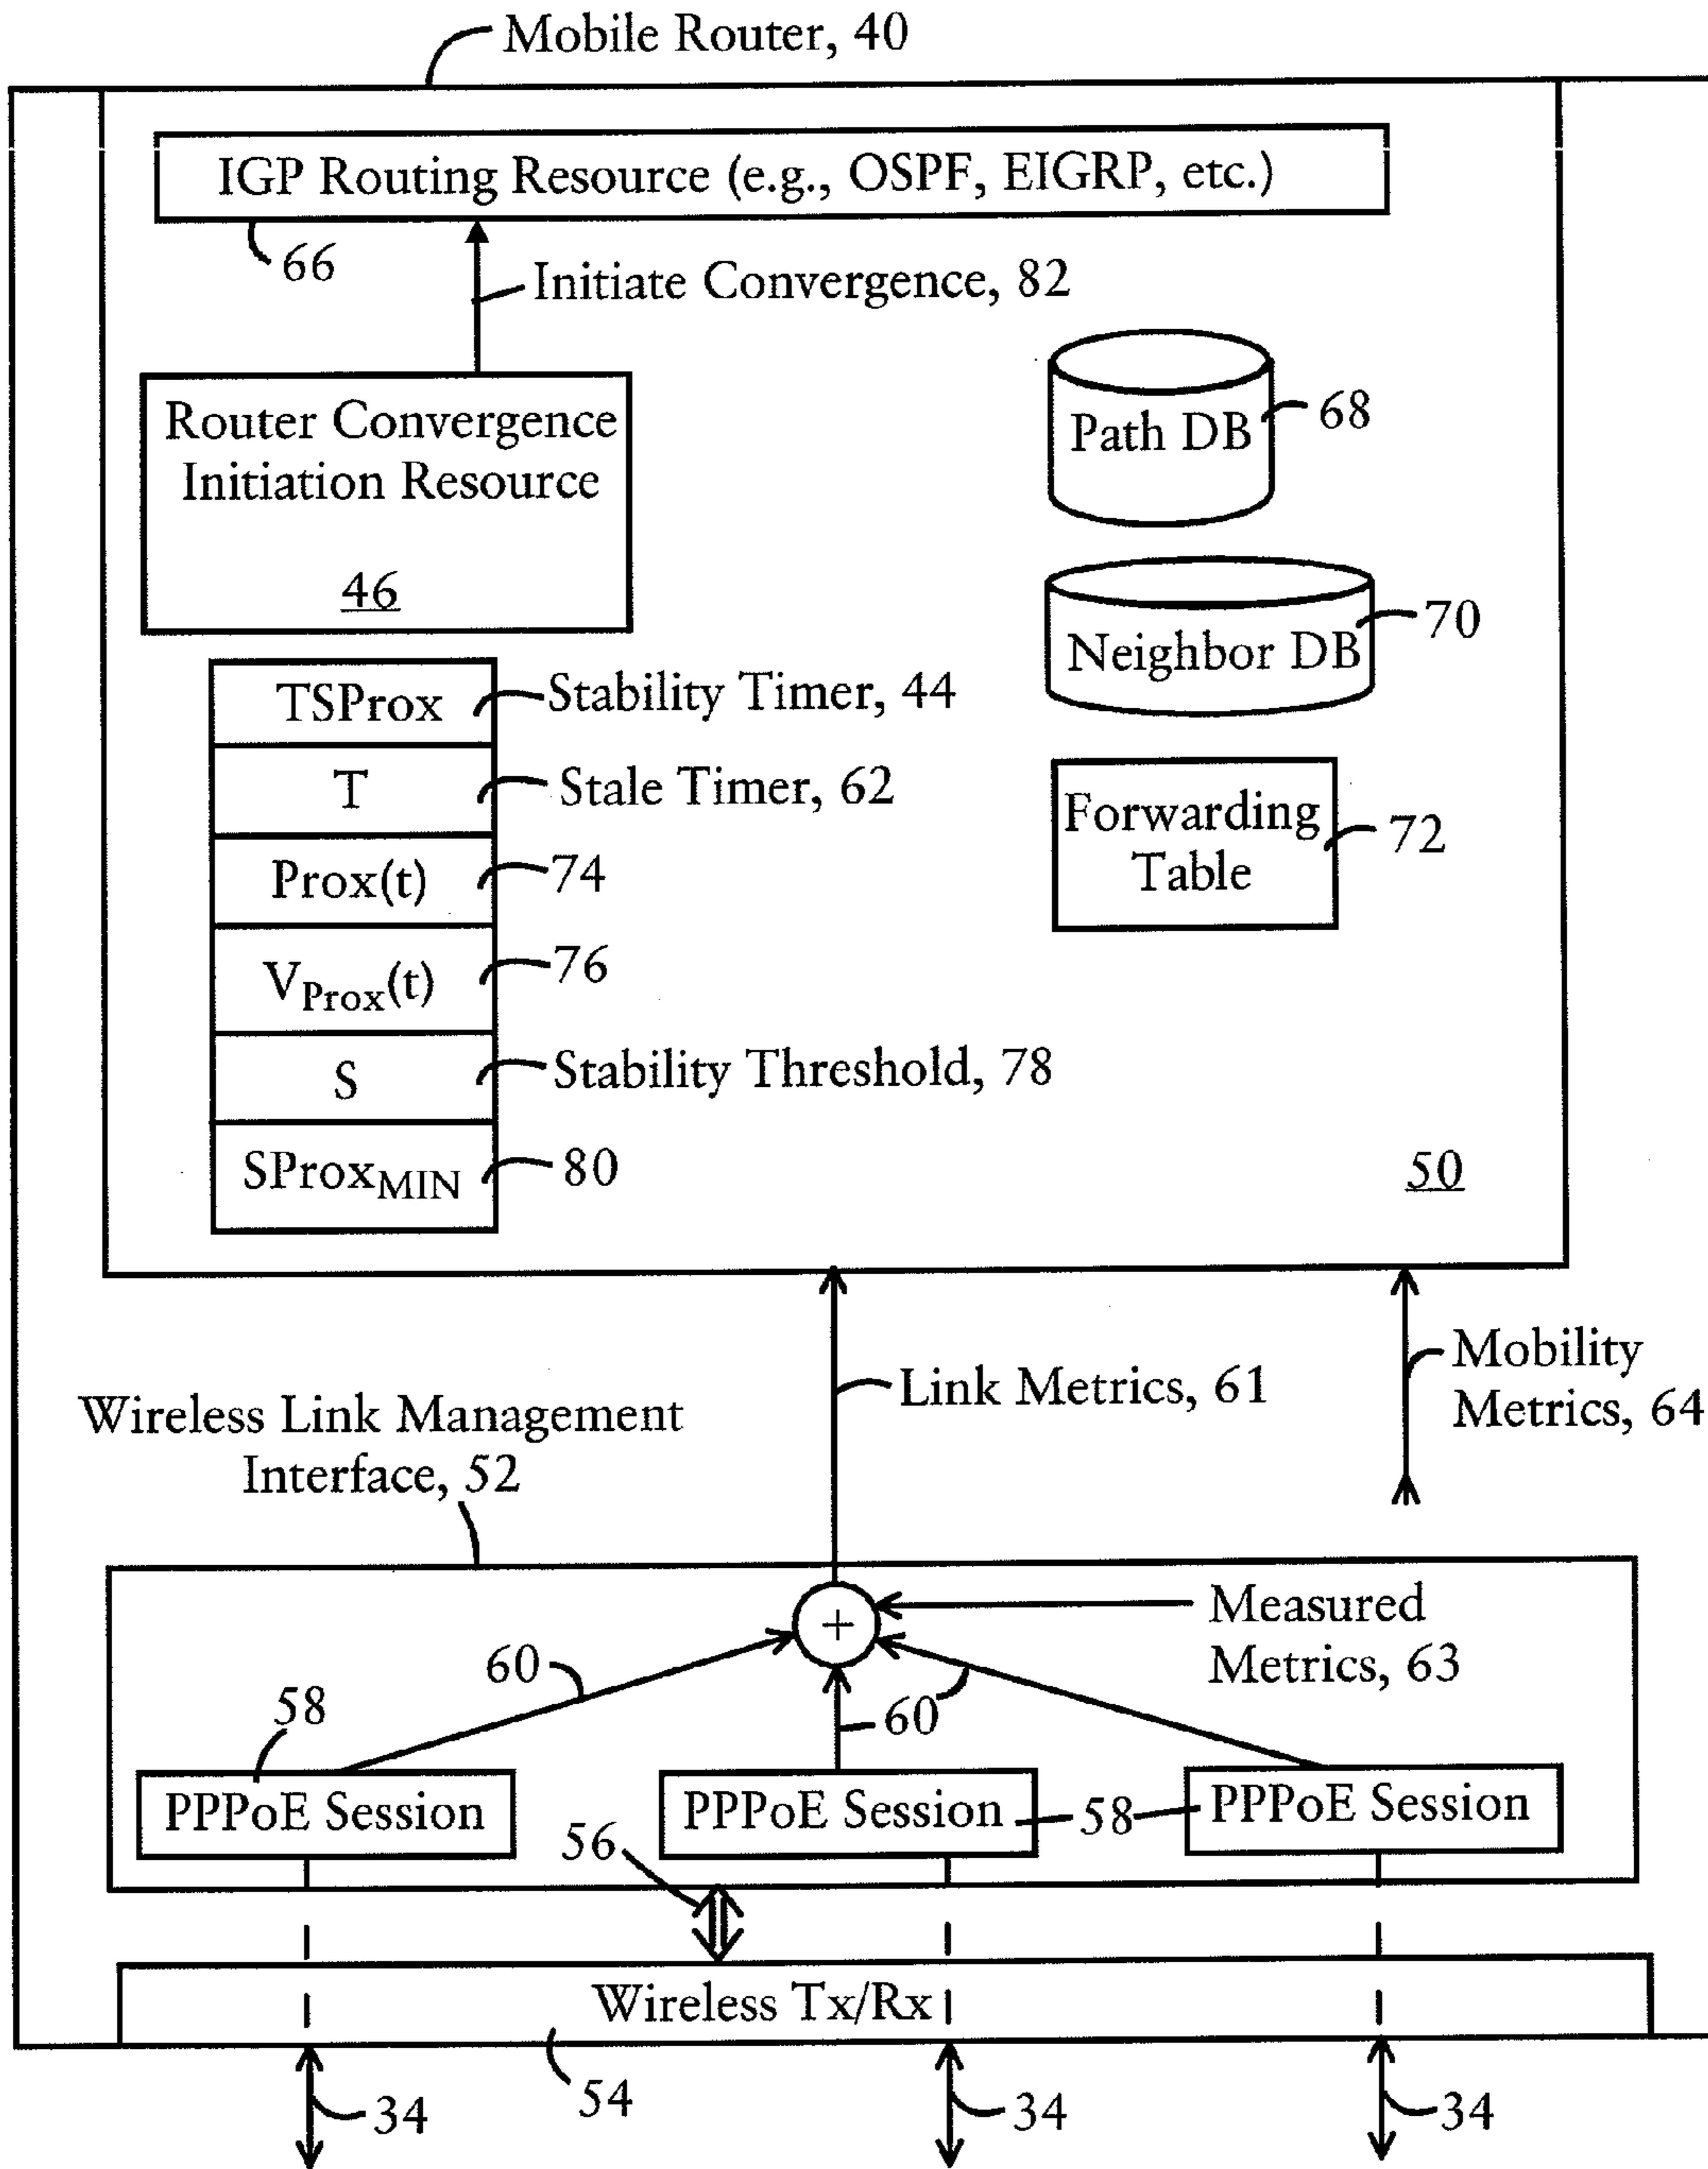 Mobile Router, 40
IGP Routing Resource (e.g., OSPF, EIGRP, etc.)
66
Initiate Convergence, 82
Router Convergence
Initiation Resource
46
Path DB
68
Neighbor DB
70
TSProx
Stability Timer, 44
T
Stale Timer, 62
Forwarding
Table
72
Prox(t)
74
VProx(t)
76
S
Stability Threshold, 78
SProxMIN
80
50
Link Metrics, 61
Mobility
Metrics, 64
Wireless Link Management
Interface, 52
+
Measured
Metrics, 63
60
60
58
PPPoE Session
PPPoE Session
58
PPPoE Session
56
Wireless Tx/Rx
54
34
34
34